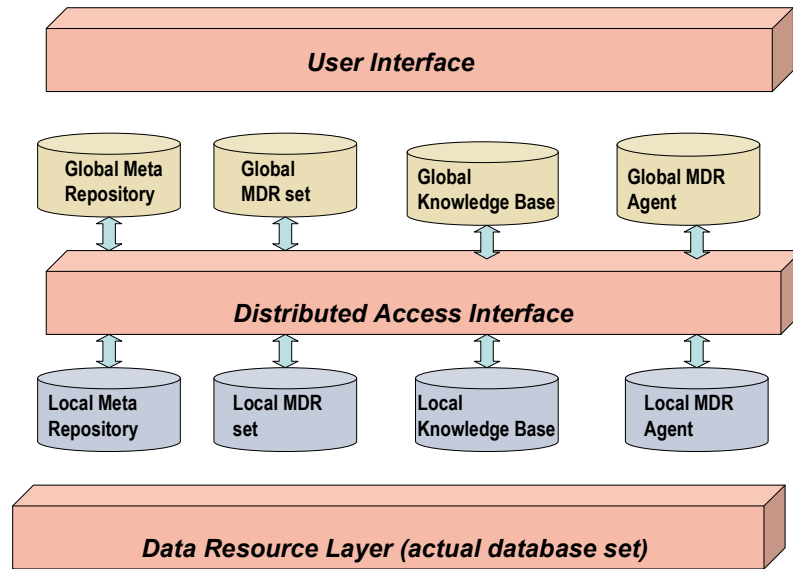 User Interface
Global Meta
Repository
Global
MDR set
Global
Knowledge Base
Global MDR
Agent
Distributed Access Interface
Local Meta
Repository
Local MDR
set
Local
Knowledge Base
Local MDR
Agent
Data Resource Layer (actual database set)